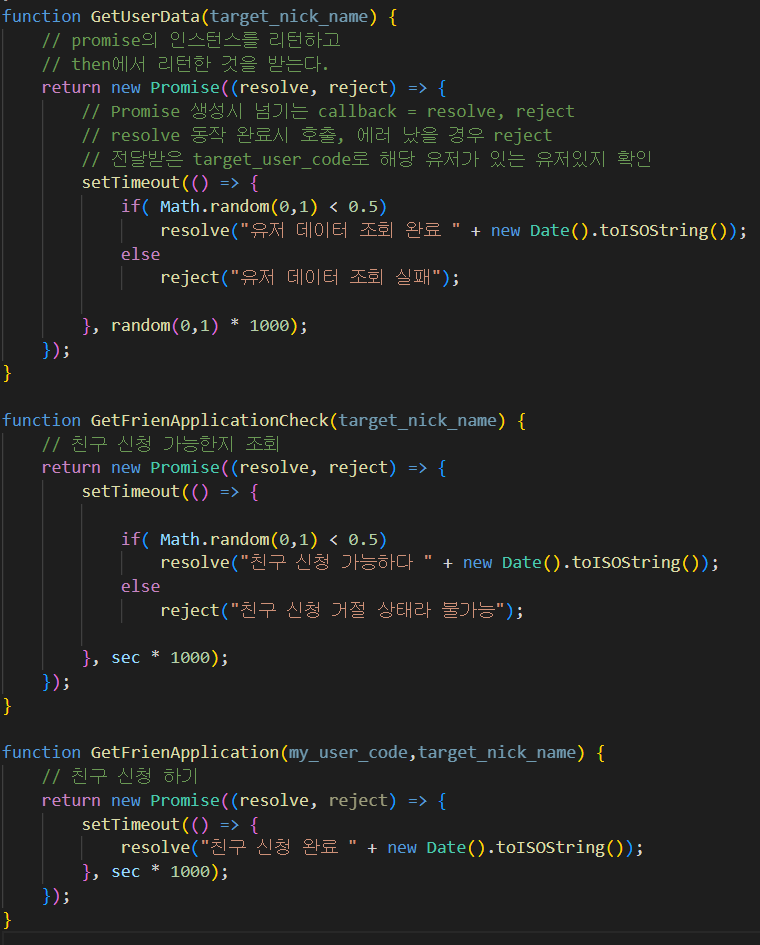 function GetUserData(target_nick_name) {
// promise의 인스턴스를 리턴하고
// then에서 리턴한 것을 받는다.
return new Promise((resolve, reject) => {
// Promise 생성시 넘기는 callback = resolve, reject
// resolve 동작 완료시 호출, 에러 났을 경우 reject
// 전달받은 target_user_code로 해당 유저가 있는 유저있지 확인
setTimeout(() => {
if( Math.random(0,1) < 0.5)
resolve("유저 데이터 조회 완료 " + new Date().toISOString());
else
reject("유저 데이터 조회 실패");
}, random(0,1) * 1000);
});
}
function GetFrienApplicationCheck(target_nick_name) {
// 친구 신청 가능한지 조회
return new Promise((resolve, reject) => {
setTimeout(() => {
if( Math.random(0,1) < 0.5)
resolve("친구 신청 가능하다 " + new Date().toISOString());
else
reject("친구 신청 거절 상태라 불가능");
}, sec * 1000);
});
}
function GetFrienApplication(my_user_code,target_nick_name) {
// 친구 신청 하기
return new Promise((resolve, reject) => {
setTimeout(() => {
resolve("친구 신청 완료 " + new Date().toISOString());
}, sec * 1000);
});
}